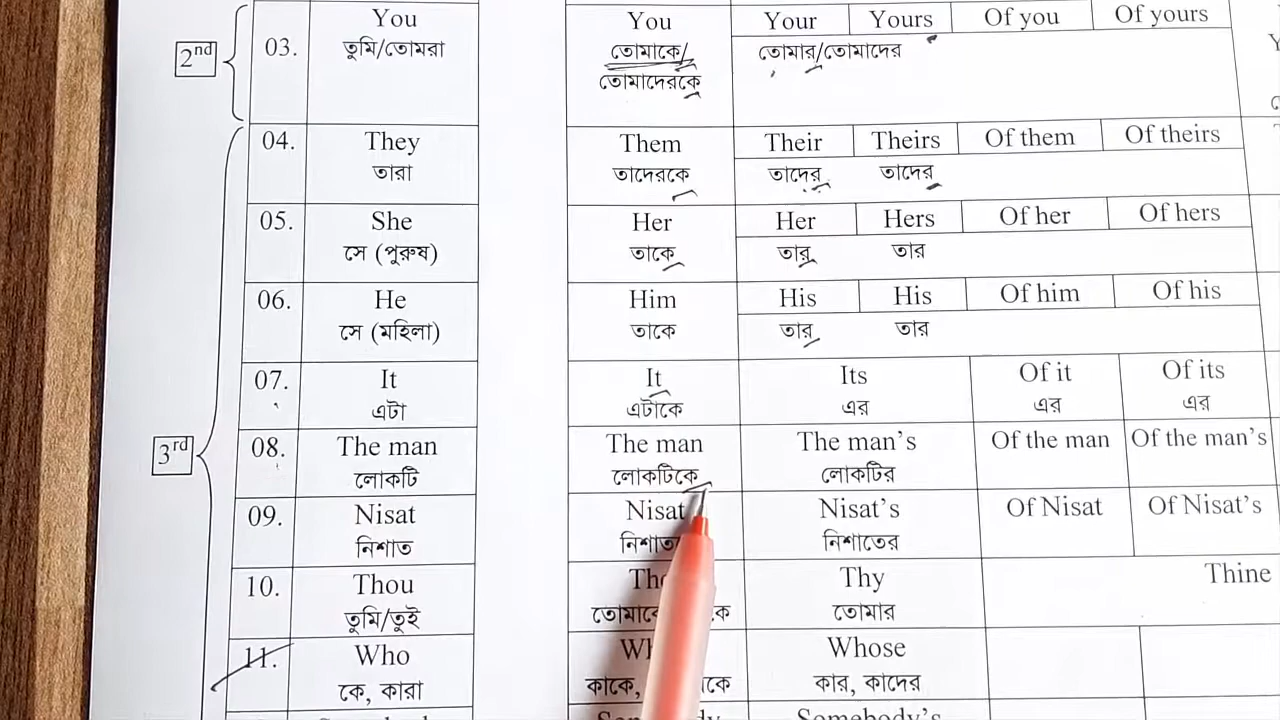 You You Your Yours Of you Of yours
2nd 03. তুমি/তোমরা তোমাকে/ তোমার/তোমাদের
তোমাদেরকে
04. They Them Their Theirs Of them Of theirs
তারা তাদেরকে তাদের তাদের
05. She Her Her Hers Of her Of hers
সে (পুরুষ) তাকে তার তার
06. He Him His His Of him Of his
সে (মহিলা) তাকে তার তার
07. It It Its Of it Of its
এটা এটাকে এর এর এর
3rd 08. The man The man The man's Of the man Of the man's
লোকটি লোকটিকে লোকটির
09. Nisat Nisat Nisat's Of Nisat Of Nisat's
নিশাত নিশাতের
10. Thou Thy Thine
তুমি/তুই তোমার
11. Who Whose
কে, কারা কাকে, কার, কাদের
Somebody's